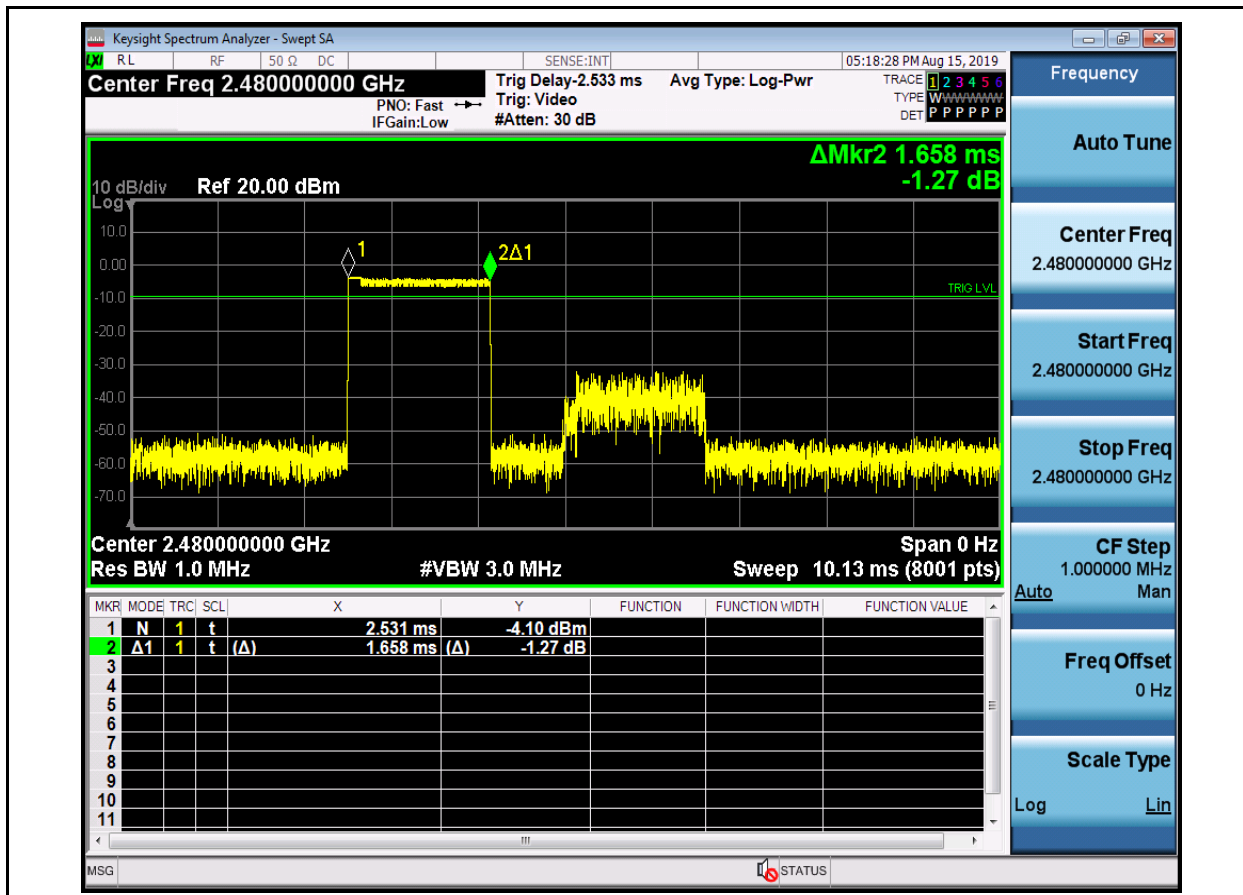 Keysight Spectrum Analyzer - Swept SA
LXI RL RF 50 Ω DC SENSE:INT 05:18:28 PM Aug 15, 2019
Center Freq 2.480000000 GHz
PNO: Fast
IFGain:Low
Trig Delay-2.533 ms
Trig: Video
#Atten: 30 dB
Avg Type: Log-Pwr
TRACE 1 2 3 4 5 6
TYPE WWWWWW
DET P P P P P P
ΔMkr2 1.658 ms
-1.27 dB
10 dB/div Ref 20.00 dBm
Log
10.0
0.00
-10.0
-20.0
-30.0
-40.0
-50.0
-60.0
-70.0
1
2Δ1
TRIG LVL
Center 2.480000000 GHz Span 0 Hz
Res BW 1.0 MHz #VBW 3.0 MHz Sweep 10.13 ms (8001 pts)
MKR MODE TRC SCL X Y FUNCTION FUNCTION WIDTH FUNCTION VALUE
1 N 1 t 2.531 ms -4.10 dBm
2 Δ1 1 t (Δ) 1.658 ms (Δ) -1.27 dB
3
4
5
6
7
8
9
10
11
MSG STATUS
Frequency
Auto Tune
Center Freq
2.480000000 GHz
Start Freq
2.480000000 GHz
Stop Freq
2.480000000 GHz
CF Step
1.000000 MHz
Auto Man
Freq Offset
0 Hz
Scale Type
Log Lin